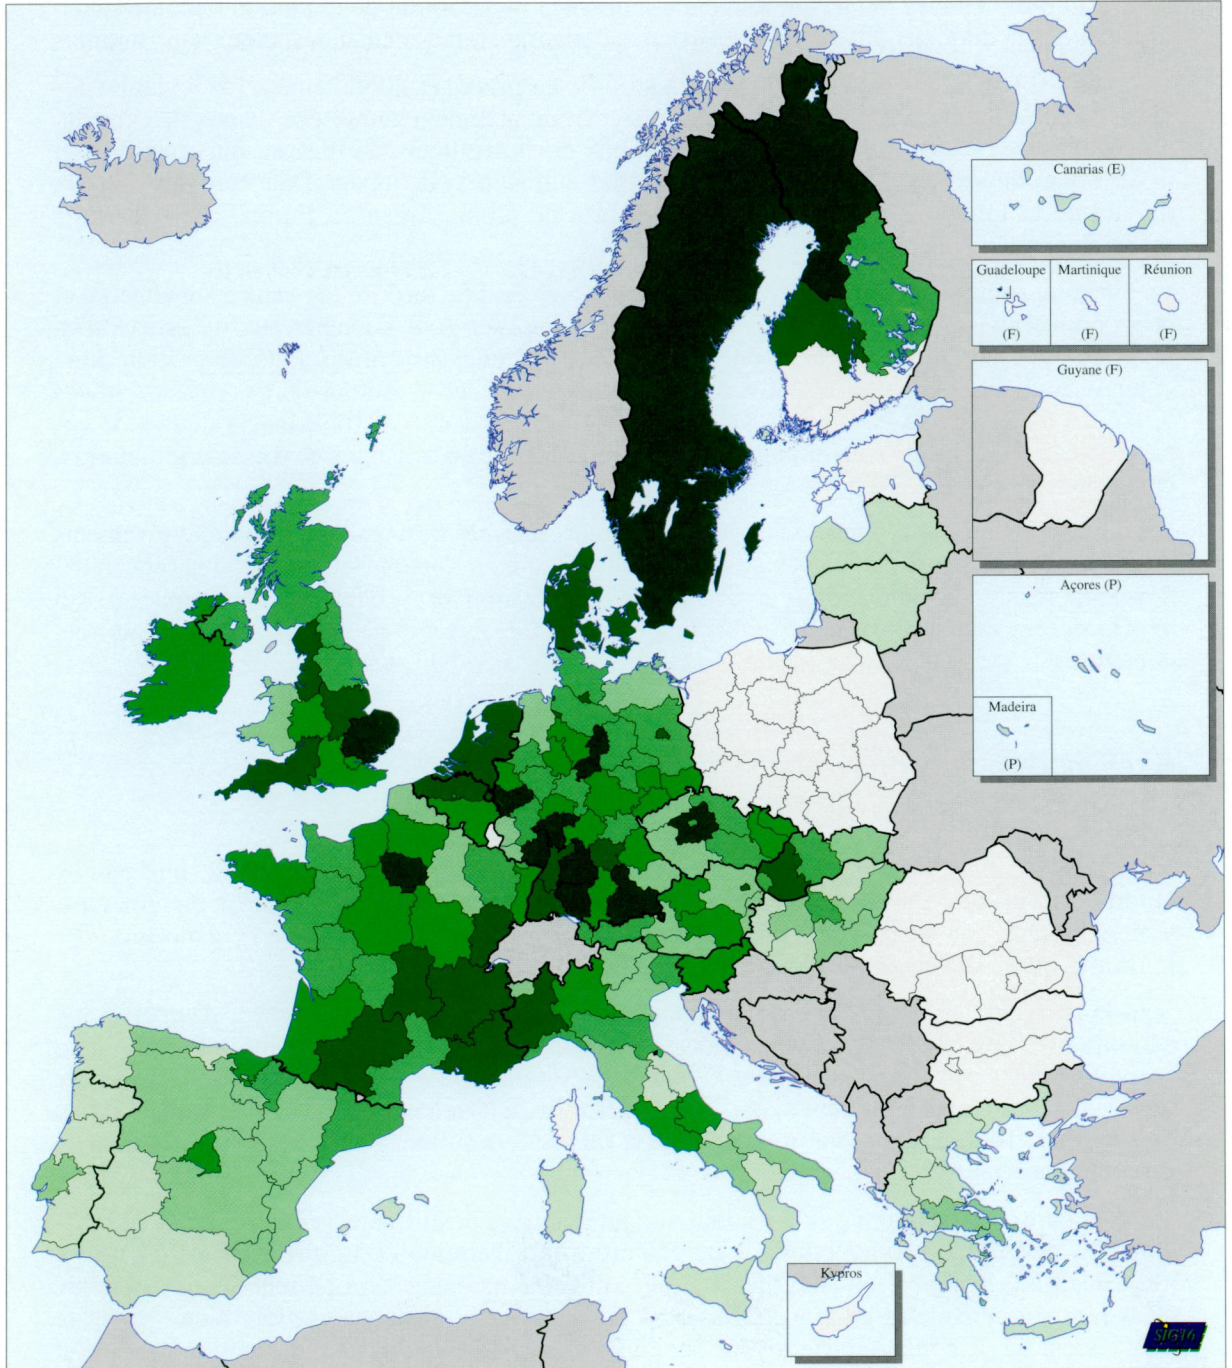 Canarias (E)
Guadeloupe Martinique Réunion
(F) (F) (F)
Guyane (F)
Açores (P)
Madeira
(P)
Kypros
SIG16